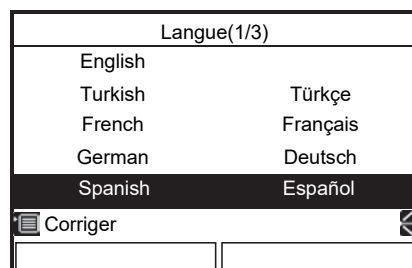 Langue(1/3)
English
Turkish Türkçe
French Français
German Deutsch
Spanish Español
Corriger